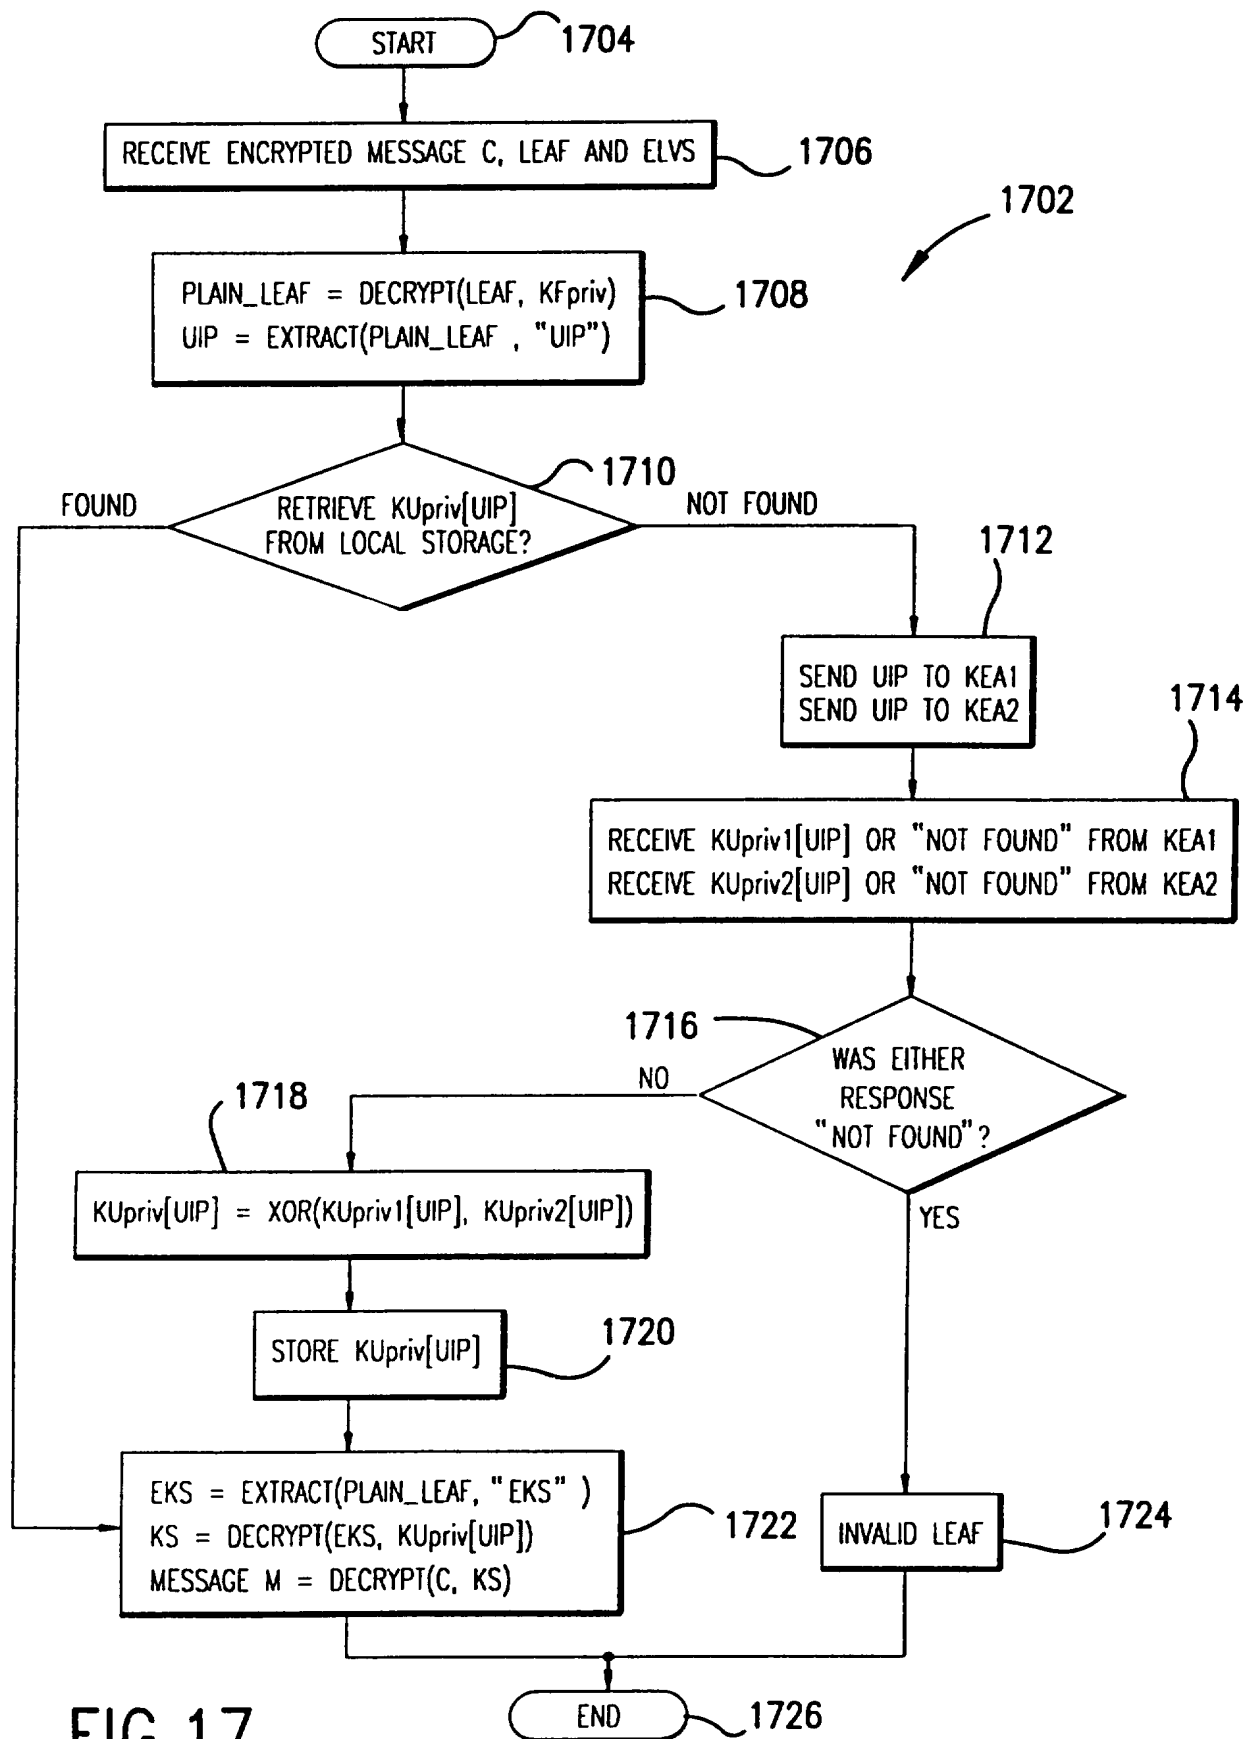 START
1704
RECEIVE ENCRYPTED MESSAGE C, LEAF AND ELVS
1706
1702
PLAIN_LEAF = DECRYPT(LEAF, KFpriv)
UIP = EXTRACT(PLAIN_LEAF , "UIP")
1708
1710
FOUND
RETRIEVE KUpriv[UIP]
FROM LOCAL STORAGE?
NOT FOUND
1712
SEND UIP TO KEA1
SEND UIP TO KEA2
1714
RECEIVE KUpriv1[UIP] OR "NOT FOUND" FROM KEA1
RECEIVE KUpriv2[UIP] OR "NOT FOUND" FROM KEA2
1716
WAS EITHER
RESPONSE
"NOT FOUND"?
NO
YES
1718
KUpriv[UIP] = XOR(KUpriv1[UIP], KUpriv2[UIP])
STORE KUpriv[UIP]
1720
EKS = EXTRACT(PLAIN_LEAF, "EKS" )
KS = DECRYPT(EKS, KUpriv[UIP])
MESSAGE M = DECRYPT(C, KS)
1722
INVALID LEAF
1724
END
1726
FIG.17